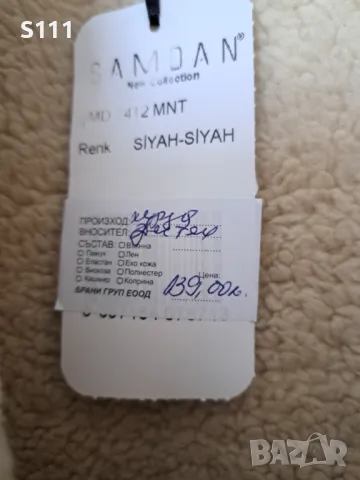 S111
SAMDAN®
New Collection
MD 412 MNT
Renk SİYAH-SİYAH
ПРОИЗХОД:
ВНОСИТЕЛ:
СЪСТАВ: Вълна
Памук Лен
Еластан Еко кожа
Вискоза Полиестер
Кашмир Коприна
Цена:
139,00лв.
БРАНИ ГРУП ЕООД
BAZAR